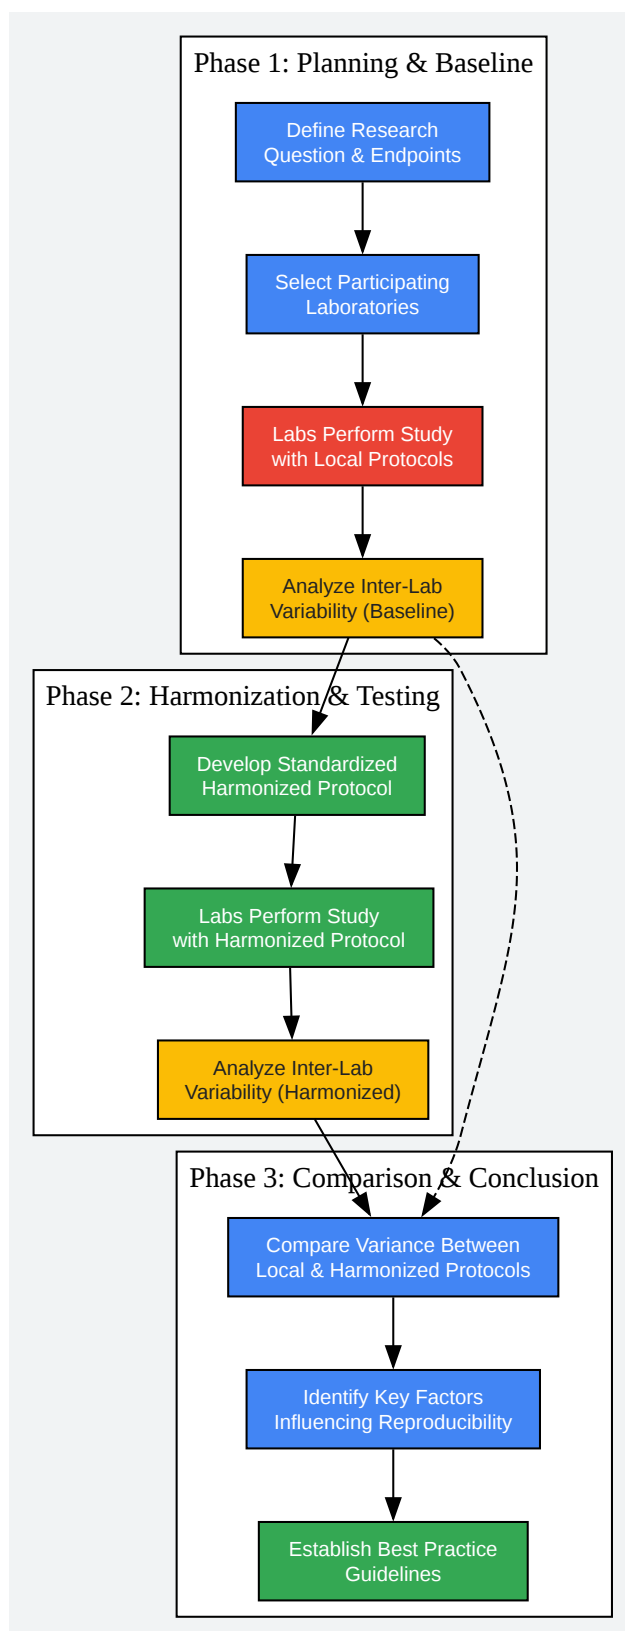 Phase 1: Planning & Baseline
Define Research
Question & Endpoints
Select Participating
Laboratories
Labs Perform Study
with Local Protocols
Analyze Inter-Lab
Variability (Baseline)
Phase 2: Harmonization & Testing
Develop Standardized
Harmonized Protocol
Labs Perform Study
with Harmonized Protocol
Analyze Inter-Lab
Variability (Harmonized)
Phase 3: Comparison & Conclusion
Compare Variance Between
Local & Harmonized Protocols
Identify Key Factors
Influencing Reproducibility
Establish Best Practice
Guidelines